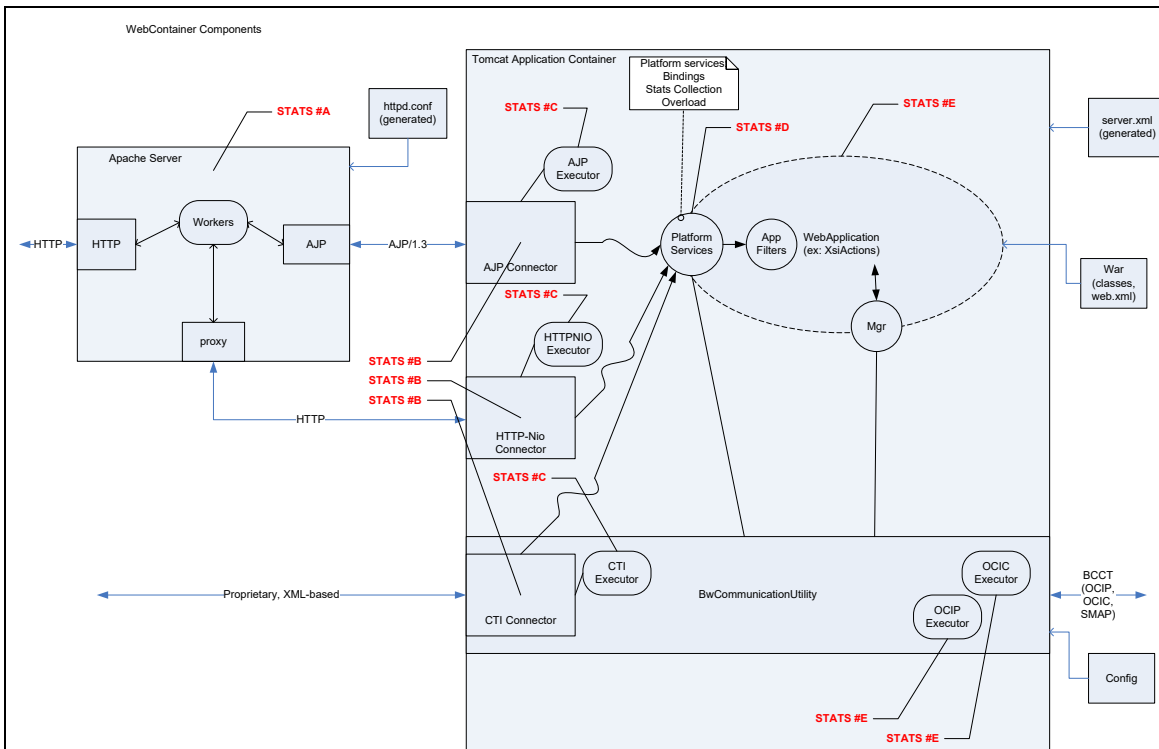 WebContainer Components
Tomcat Application Container
Platform services
Bindings
Stats Collection
Overload
STATS #A
httpd.conf
(generated)
STATS #C
STATS #D
STATS #E
server.xml
(generated)
Apache Server
AJP
Executor
HTTP
HTTP
Workers
AJP
AJP/1.3
AJP Connector
Platform
Services
App
Filters
WebApplication
(ex: XsiActions)
War
(classes,
web.xml)
STATS #C
Mgr
proxy
HTTPNIO
Executor
STATS #B
STATS #B
STATS #B
HTTP
HTTP-Nio
Connector
STATS #C
CTI
Executor
OCIC
Executor
BCCT
(OCIP,
OCIC,
SMAP)
Proprietary, XML-based
BwCommunicationUtility
OCIP
Executor
CTI Connector
Config
STATS #E
STATS #E